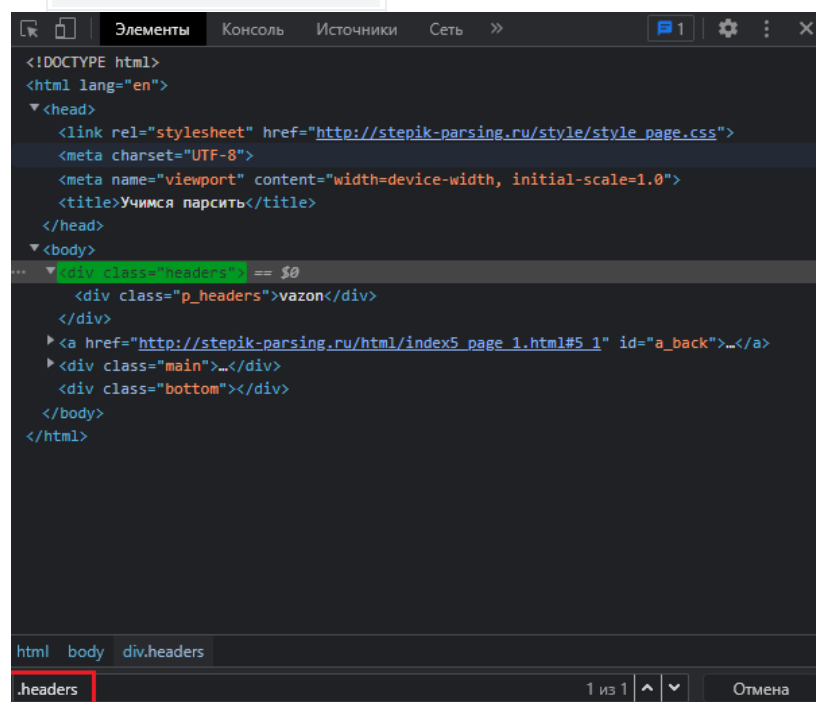 Элементы Консоль Источники Сеть 1
<!DOCTYPE html>
<html lang="en">
<head>
<link rel="stylesheet" href="http://stepik-parsing.ru/style/style_page.css">
<meta charset="UTF-8">
<meta name="viewport" content="width=device-width, initial-scale=1.0">
<title>Учимся парсить</title>
</head>
<body>
<div class="headers"> == $0
<div class="p_headers">vazon</div>
</div>
<a href="http://stepik-parsing.ru/html/index5_page_1.html#5_1" id="a_back">…</a>
<div class="main">…</div>
<div class="bottom"></div>
</body>
</html>
html body div.headers
.headers 1 из 1 Отмена